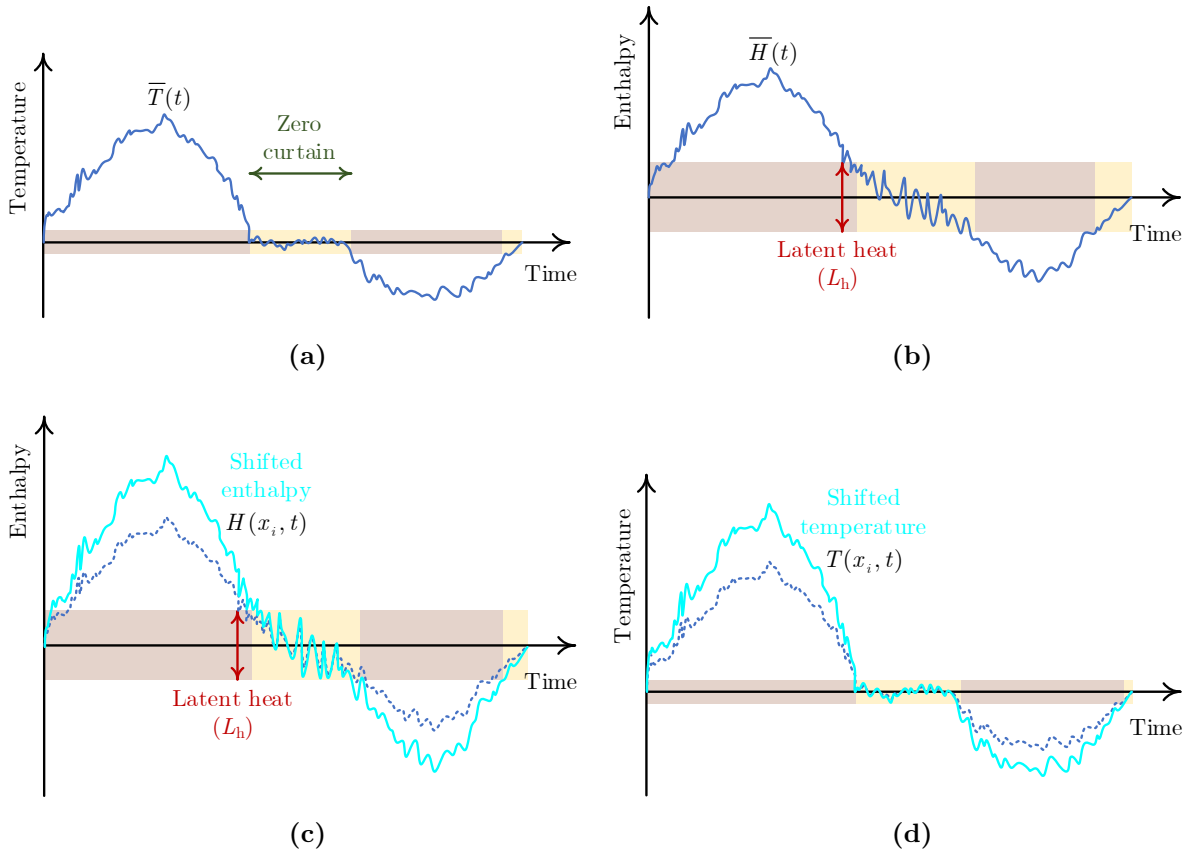 Temperature
T̅(t)
Zero
curtain
Time
(a)
Enthalpy
H̅(t)
Latent heat
(Lₕ)
Time
(b)
Enthalpy
Shifted
enthalpy
H(xᵢ, t)
Latent heat
(Lₕ)
Time
(c)
Temperature
Shifted
temperature
T(xᵢ, t)
Time
(d)